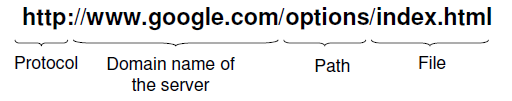 http://www.google.com/options/index.html
Protocol Domain name of Path File
the server